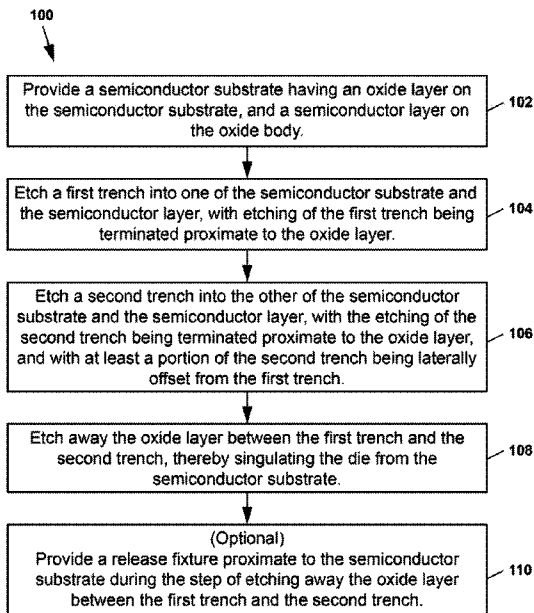 100
Provide a semiconductor substrate having an oxide layer on
the semiconductor substrate, and a semiconductor layer on
the oxide body.
102
Etch a first trench into one of the semiconductor substrate and
the semiconductor layer, with etching of the first trench being
terminated proximate to the oxide layer.
104
Etch a second trench into the other of the semiconductor
substrate and the semiconductor layer, with the etching of the
second trench being terminated proximate to the oxide layer,
and with at least a portion of the second trench being laterally
offset from the first trench.
106
Etch away the oxide layer between the first trench and the
second trench, thereby singulating the die from the
semiconductor substrate.
108
(Optional)
Provide a release fixture proximate to the semiconductor
substrate during the step of etching away the oxide layer
between the first trench and the second trench.
110